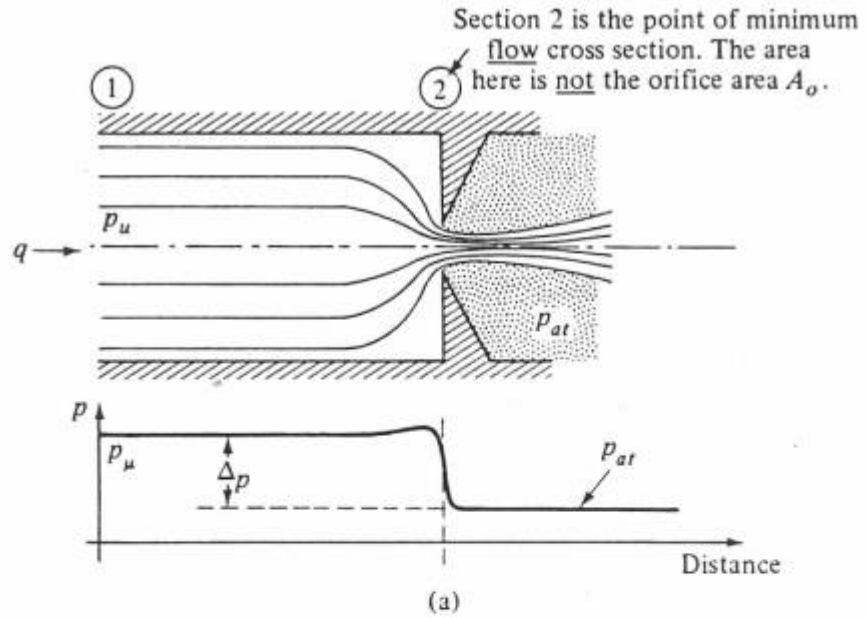 Section 2 is the point of minimum
flow cross section. The area
here is not the orifice area Aₒ.
1
2
pᵤ
q
pₐₜ
p
p_μ
Δp
pₐₜ
Distance
(a)